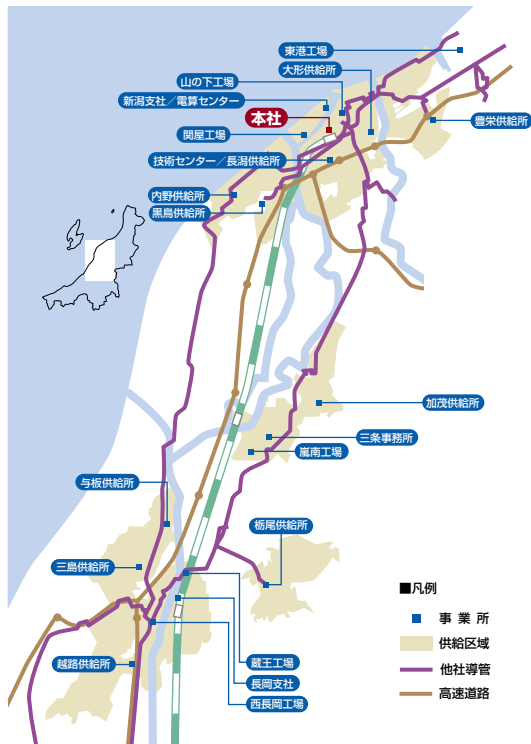 東港工場
大形供給所
山の下工場
新潟支社／電算センター
本社
豊栄供給所
関屋工場
技術センター／長潟供給所
内野供給所
黒鳥供給所
加茂供給所
三条事務所
嵐南工場
与板供給所
栃尾供給所
三島供給所
越路供給所
蔵王工場
長岡支社
西長岡工場
■凡例
事業所
供給区域
他社導管
高速道路